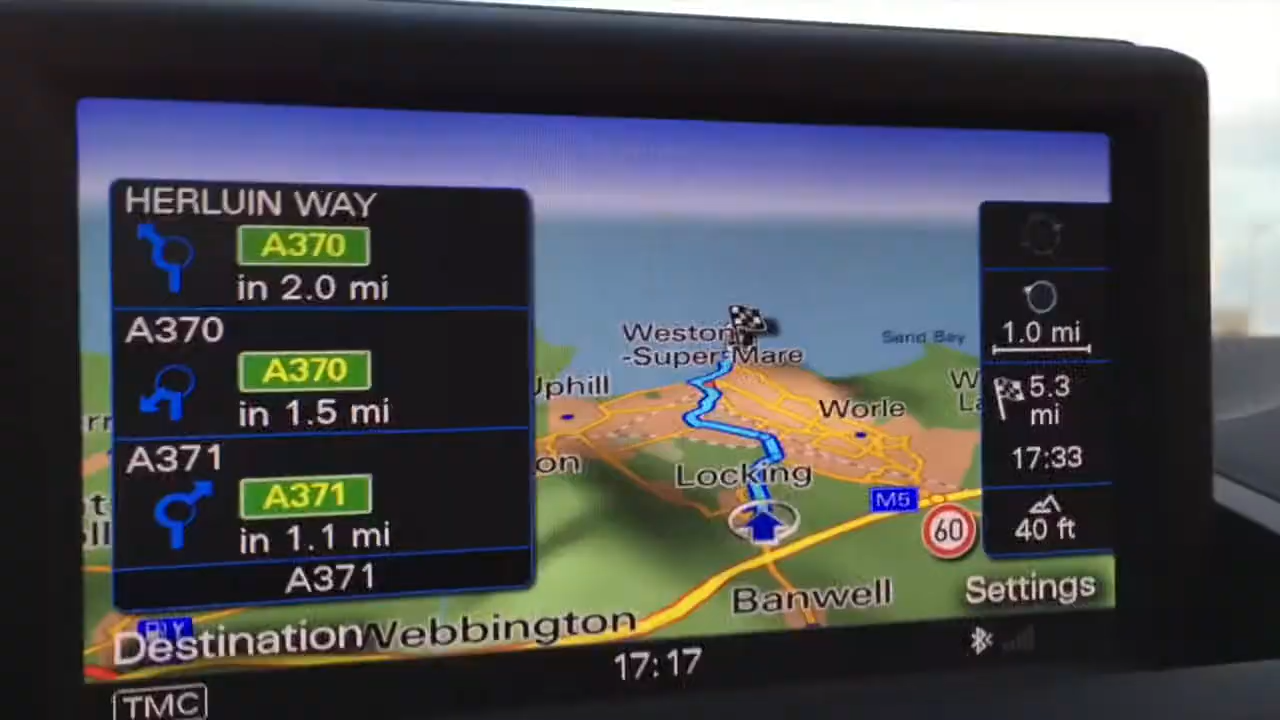 HERLUIN WAY
A370
in 2.0 mi
A370
A370
in 1.5 mi
A371
A371
in 1.1 mi
A371
Weston
-Super-Mare
Sand Bay
Uphill
Worle
on
Locking
M5
60
Banwell
Webbington
1.0 mi
5.3
mi
17:33
40 ft
Settings
Destination
17:17
TMC